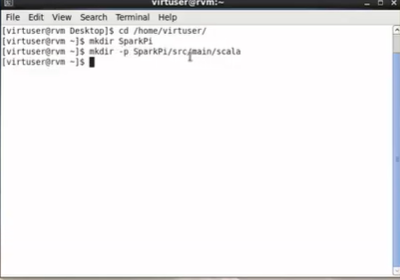 virtuser@rvm:~
File Edit View Search Terminal Help
[virtuser@rvm Desktop]$ cd /home/virtuser/
[virtuser@rvm ~]$ mkdir SparkPi
[virtuser@rvm ~]$ mkdir -p SparkPi/src/main/scala
[virtuser@rvm ~]$